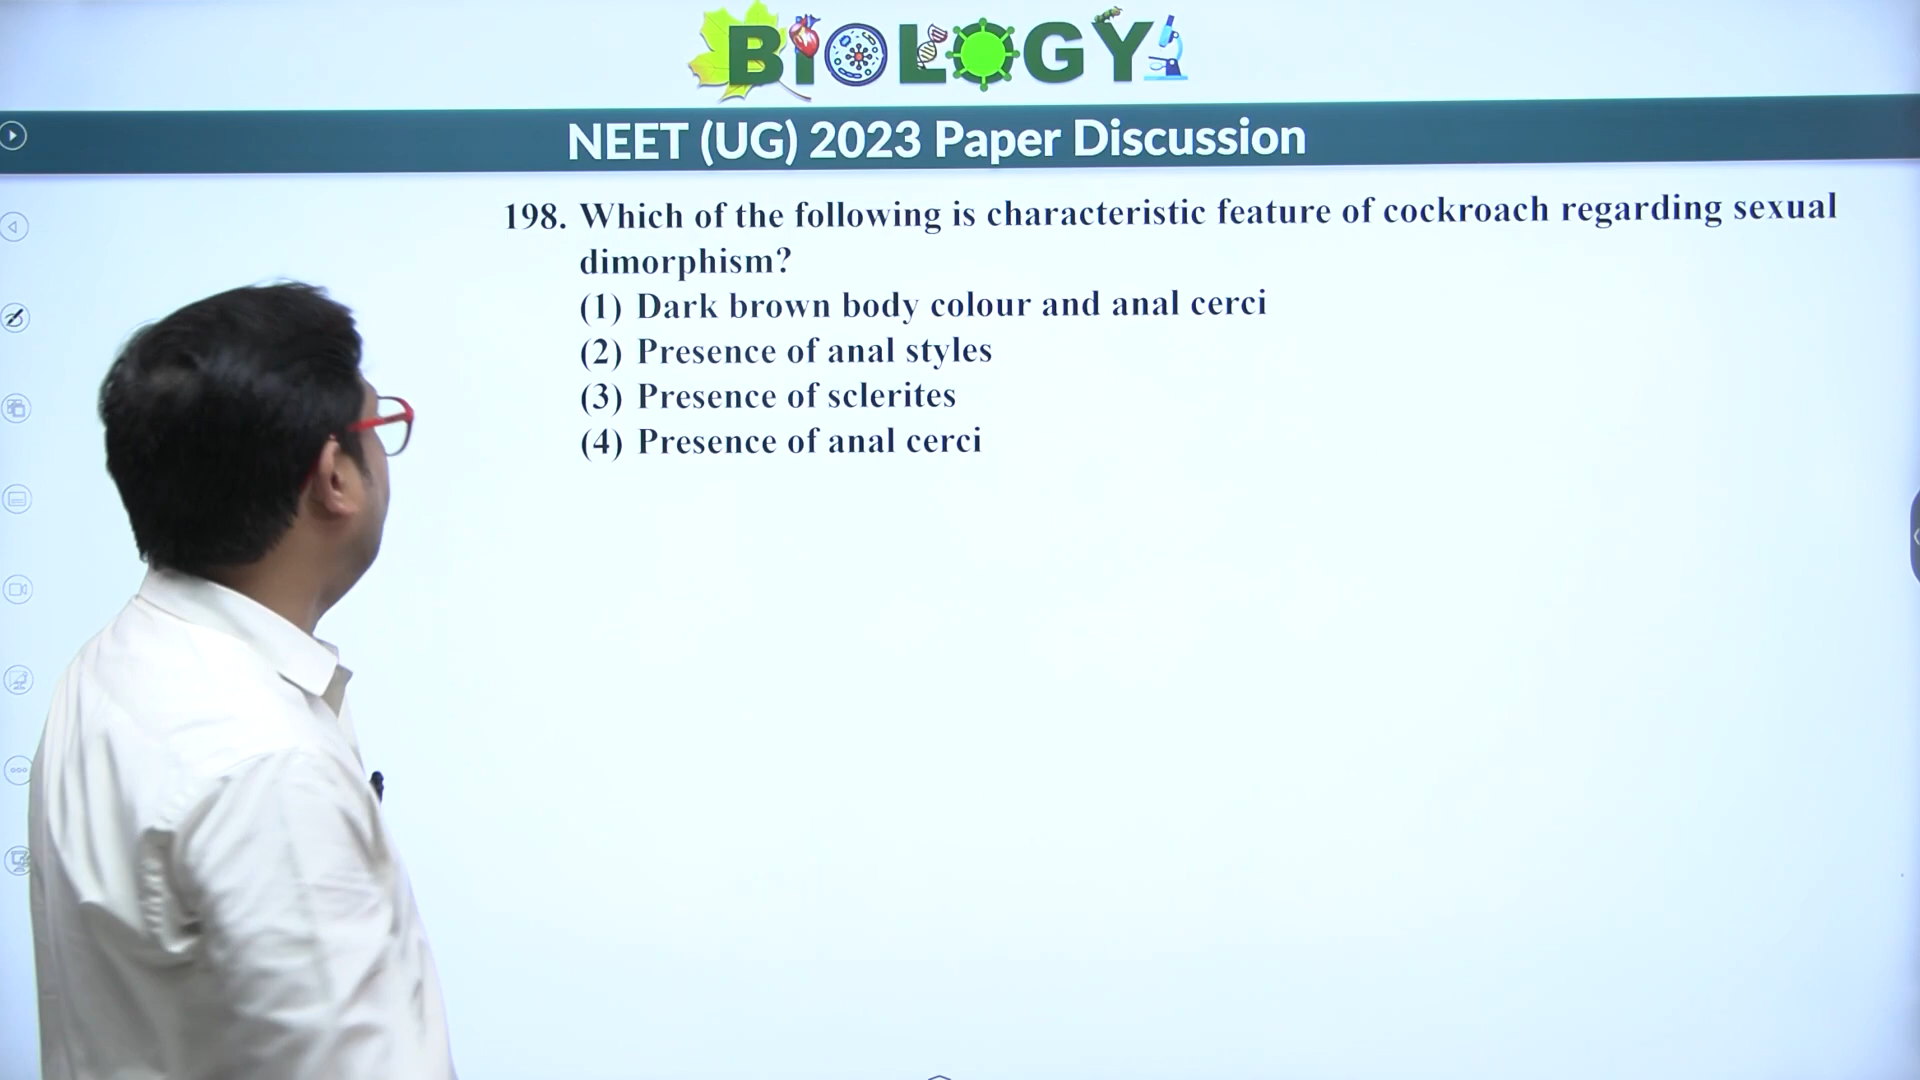 BIOLOGY
NEET (UG) 2023 Paper Discussion
198. Which of the following is characteristic feature of cockroach regarding sexual
dimorphism?
(1) Dark brown body colour and anal cerci
(2) Presence of anal styles
(3) Presence of sclerites
(4) Presence of anal cerci